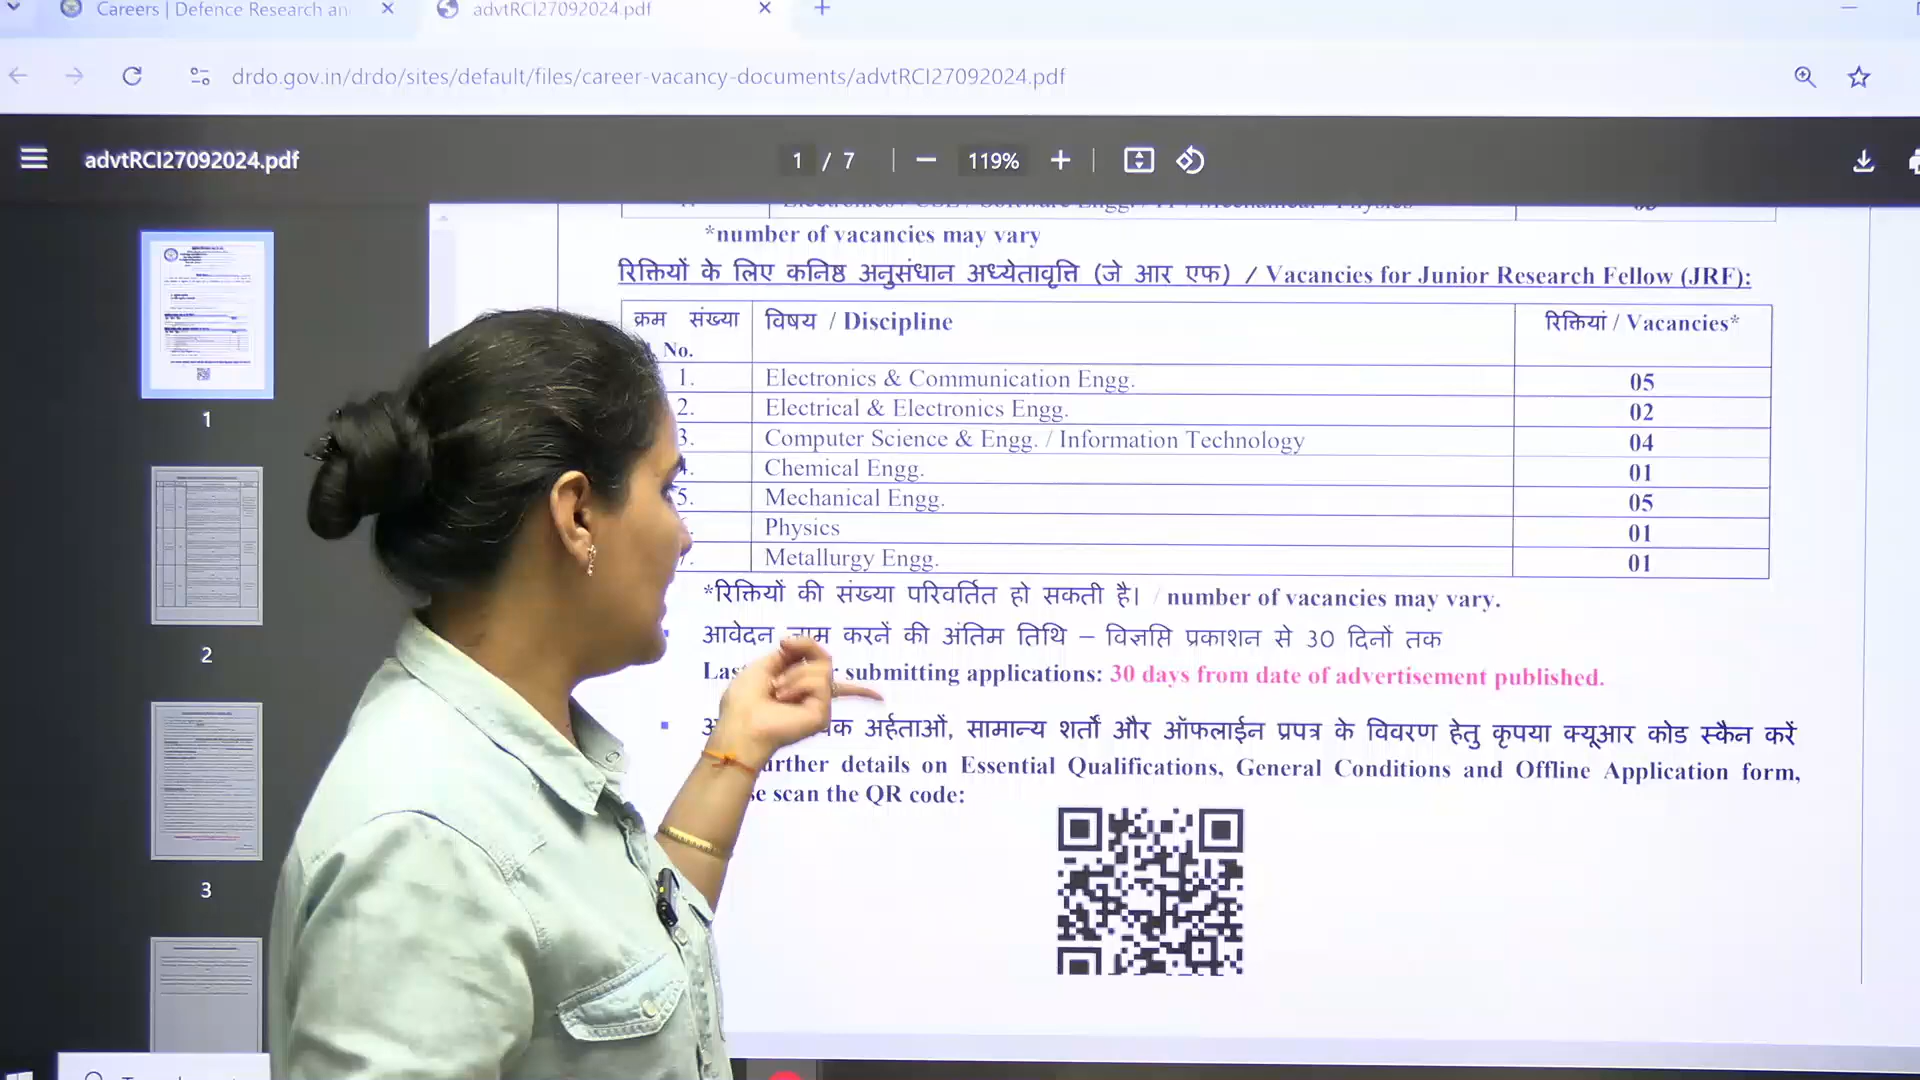 Careers | Defence Research an
advtRCI27092024.pdf
drdo.gov.in/drdo/sites/default/files/career-vacancy-documents/advtRCI27092024.pdf
advtRCI27092024.pdf
1 / 7
119%
*number of vacancies may vary
रिक्तियों के लिए कनिष्ठ अनुसंधान अध्येतावृत्ति (जे आर एफ) / Vacancies for Junior Research Fellow (JRF):
क्रम संख्या विषय / Discipline रिक्तियां / Vacancies*
No.
1. Electronics & Communication Engg. 05
2. Electrical & Electronics Engg. 02
3. Computer Science & Engg. / Information Technology 04
4. Chemical Engg. 01
5. Mechanical Engg. 05
Physics 01
7. Metallurgy Engg. 01
*रिक्तियों की संख्या परिवर्तित हो सकती है। / number of vacancies may vary.
आवेदन करनें की अंतिम तिथि – विज्ञप्ति प्रकाशन से 30 दिनों तक
submitting applications: 30 days from date of advertisement published.
अर्हताओं, सामान्य शर्तों और ऑफलाईन प्रपत्र के विवरण हेतु कृपया क्यूआर कोड स्कैन करें
details on Essential Qualifications, General Conditions and Offline Application form,
scan the QR code:
1
2
3